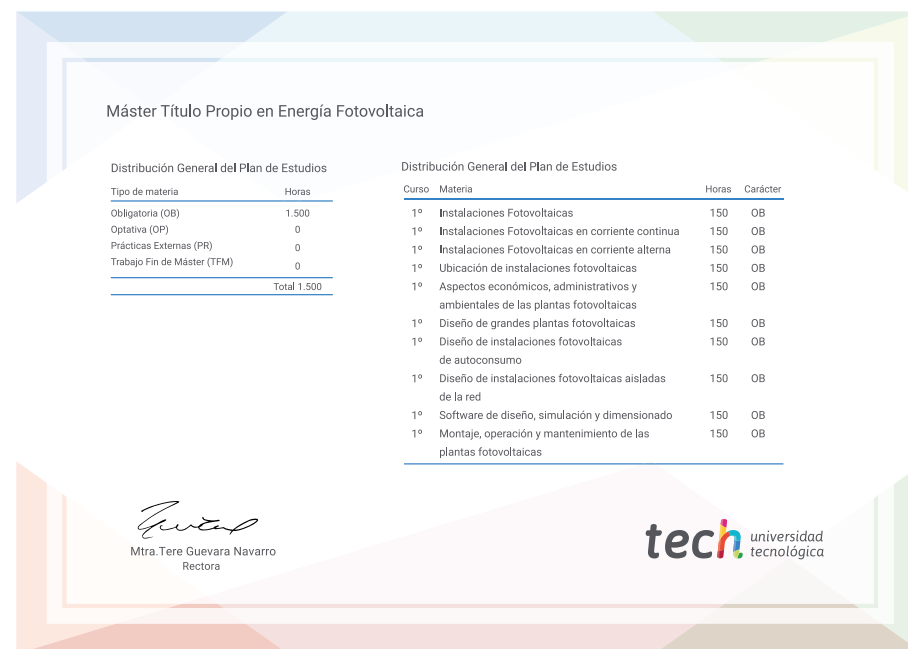 Máster Título Propio en Energía Fotovoltaica
Distribución General del Plan de Estudios
Tipo de materia Horas
Obligatoria (OB) 1.500
Optativa (OP) 0
Prácticas Externas (PR) 0
Trabajo Fin de Máster (TFM) 0
Total 1.500
Distribución General del Plan de Estudios
Curso Materia Horas Carácter
1º Instalaciones Fotovoltaicas 150 OB
1º Instalaciones Fotovoltaicas en corriente continua 150 OB
1º Instalaciones Fotovoltaicas en corriente alterna 150 OB
1º Ubicación de instalaciones fotovoltaicas 150 OB
1º Aspectos económicos, administrativos y 150 OB
ambientales de las plantas fotovoltaicas
1º Diseño de grandes plantas fotovoltaicas 150 OB
1º Diseño de instalaciones fotovoltaicas 150 OB
de autoconsumo
1º Diseño de instalaciones fotovoltaicas aisladas 150 OB
de la red
1º Software de diseño, simulación y dimensionado 150 OB
1º Montaje, operación y mantenimiento de las 150 OB
plantas fotovoltaicas
Mtra.Tere Guevara Navarro
Rectora
tech universidad
tecnológica